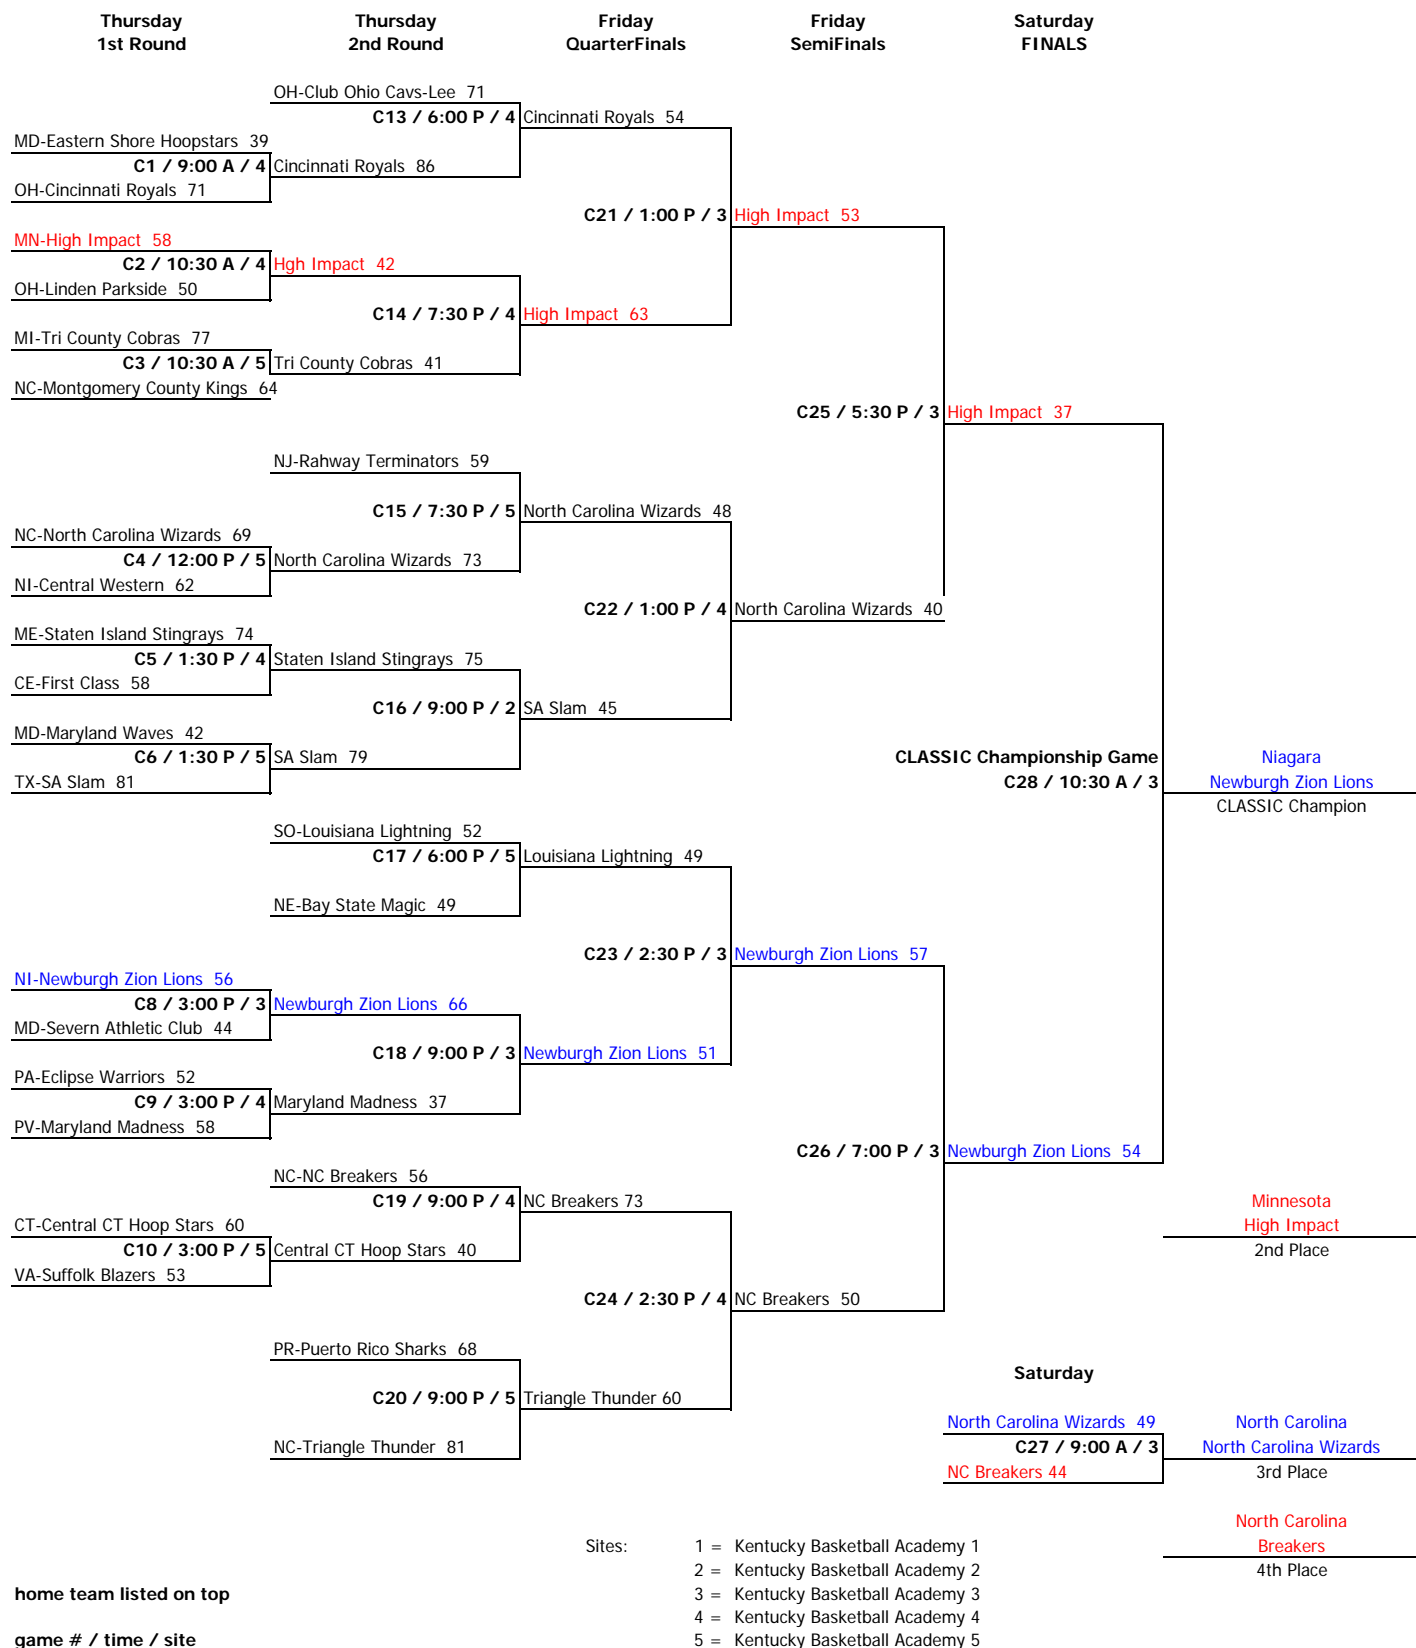 Thursday Thursday Friday Friday Saturday
1st Round 2nd Round QuarterFinals SemiFinals FINALS
OH-Club Ohio Cavs-Lee 71
C13 / 6:00 P / 4 Cincinnati Royals 54
MD-Eastern Shore Hoopstars 39
C1 / 9:00 A / 4 Cincinnati Royals 86
OH-Cincinnati Royals 71
C21 / 1:00 P / 3 High Impact 53
MN-High Impact 58
C2 / 10:30 A / 4 Hgh Impact 42
OH-Linden Parkside 50
C14 / 7:30 P / 4 High Impact 63
MI-Tri County Cobras 77
C3 / 10:30 A / 5 Tri County Cobras 41
NC-Montgomery County Kings 64
C25 / 5:30 P / 3 High Impact 37
NJ-Rahway Terminators 59
C15 / 7:30 P / 5 North Carolina Wizards 48
NC-North Carolina Wizards 69
C4 / 12:00 P / 5 North Carolina Wizards 73
NI-Central Western 62
C22 / 1:00 P / 4 North Carolina Wizards 40
ME-Staten Island Stingrays 74
C5 / 1:30 P / 4 Staten Island Stingrays 75
CE-First Class 58
C16 / 9:00 P / 2 SA Slam 45
MD-Maryland Waves 42
C6 / 1:30 P / 5 SA Slam 79 CLASSIC Championship Game Niagara
TX-SA Slam 81 C28 / 10:30 A / 3 Newburgh Zion Lions
CLASSIC Champion
SO-Louisiana Lightning 52
C17 / 6:00 P / 5 Louisiana Lightning 49
NE-Bay State Magic 49
C23 / 2:30 P / 3 Newburgh Zion Lions 57
NI-Newburgh Zion Lions 56
C8 / 3:00 P / 3 Newburgh Zion Lions 66
MD-Severn Athletic Club 44
C18 / 9:00 P / 3 Newburgh Zion Lions 51
PA-Eclipse Warriors 52
C9 / 3:00 P / 4 Maryland Madness 37
PV-Maryland Madness 58
C26 / 7:00 P / 3 Newburgh Zion Lions 54
NC-NC Breakers 56
C19 / 9:00 P / 4 NC Breakers 73 Minnesota
CT-Central CT Hoop Stars 60 High Impact
C10 / 3:00 P / 5 Central CT Hoop Stars 40 2nd Place
VA-Suffolk Blazers 53
C24 / 2:30 P / 4 NC Breakers 50
PR-Puerto Rico Sharks 68
Saturday
C20 / 9:00 P / 5 Triangle Thunder 60
North Carolina Wizards 49 North Carolina
NC-Triangle Thunder 81 C27 / 9:00 A / 3 North Carolina Wizards
NC Breakers 44 3rd Place
North Carolina
Sites: 1 = Kentucky Basketball Academy 1 Breakers
2 = Kentucky Basketball Academy 2 4th Place
home team listed on top 3 = Kentucky Basketball Academy 3
4 = Kentucky Basketball Academy 4
game # / time / site 5 = Kentucky Basketball Academy 5